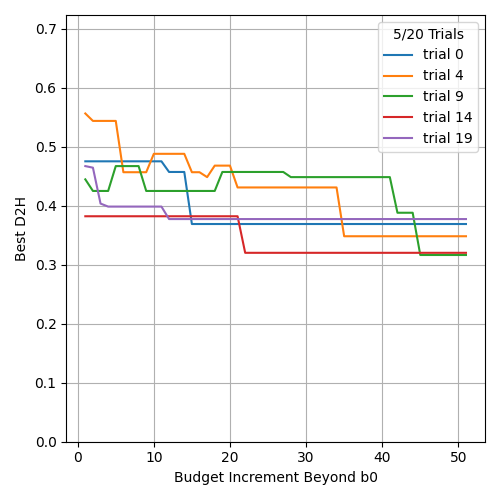 5/20 Trials
trial 0
trial 4
trial 9
trial 14
trial 19
Best D2H
0.7
0.6
0.5
0.4
0.3
0.2
0.1
0.0
0 10 20 30 40 50
Budget Increment Beyond b0